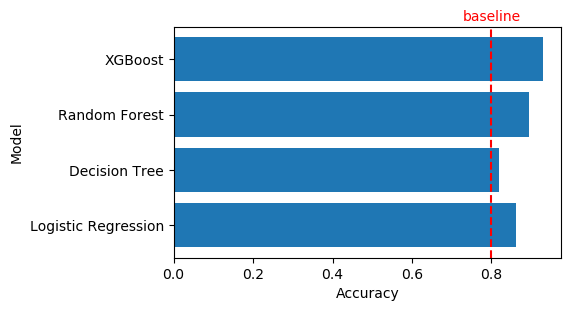 baseline
XGBoost
Random Forest
Decision Tree
Logistic Regression
Model
0.0 0.2 0.4 0.6 0.8
Accuracy